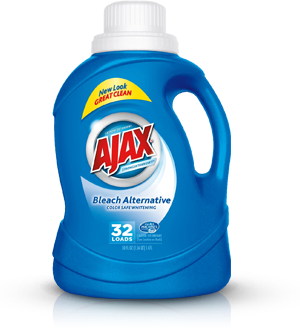 New Look
GREAT CLEAN
AJAX
Bleach Alternative
COLOR SAFE WHITENING
32
LOADS